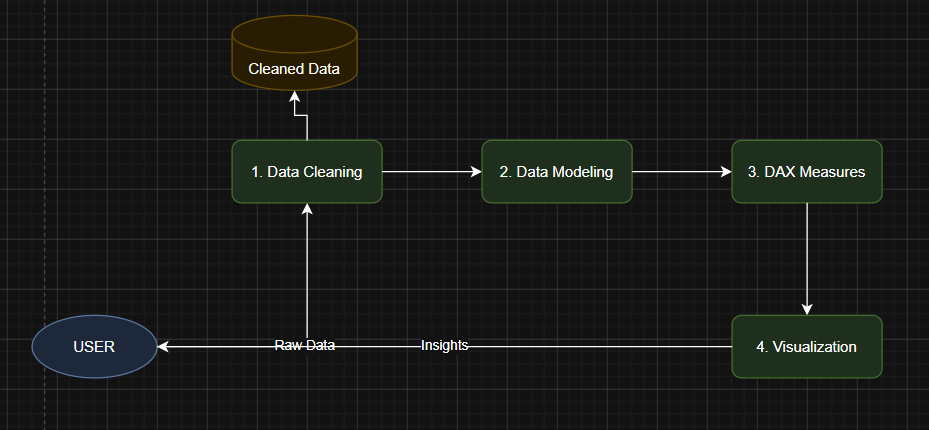 Cleaned Data
1. Data Cleaning
2. Data Modeling
3. DAX Measures
USER
Raw Data
Insights
4. Visualization